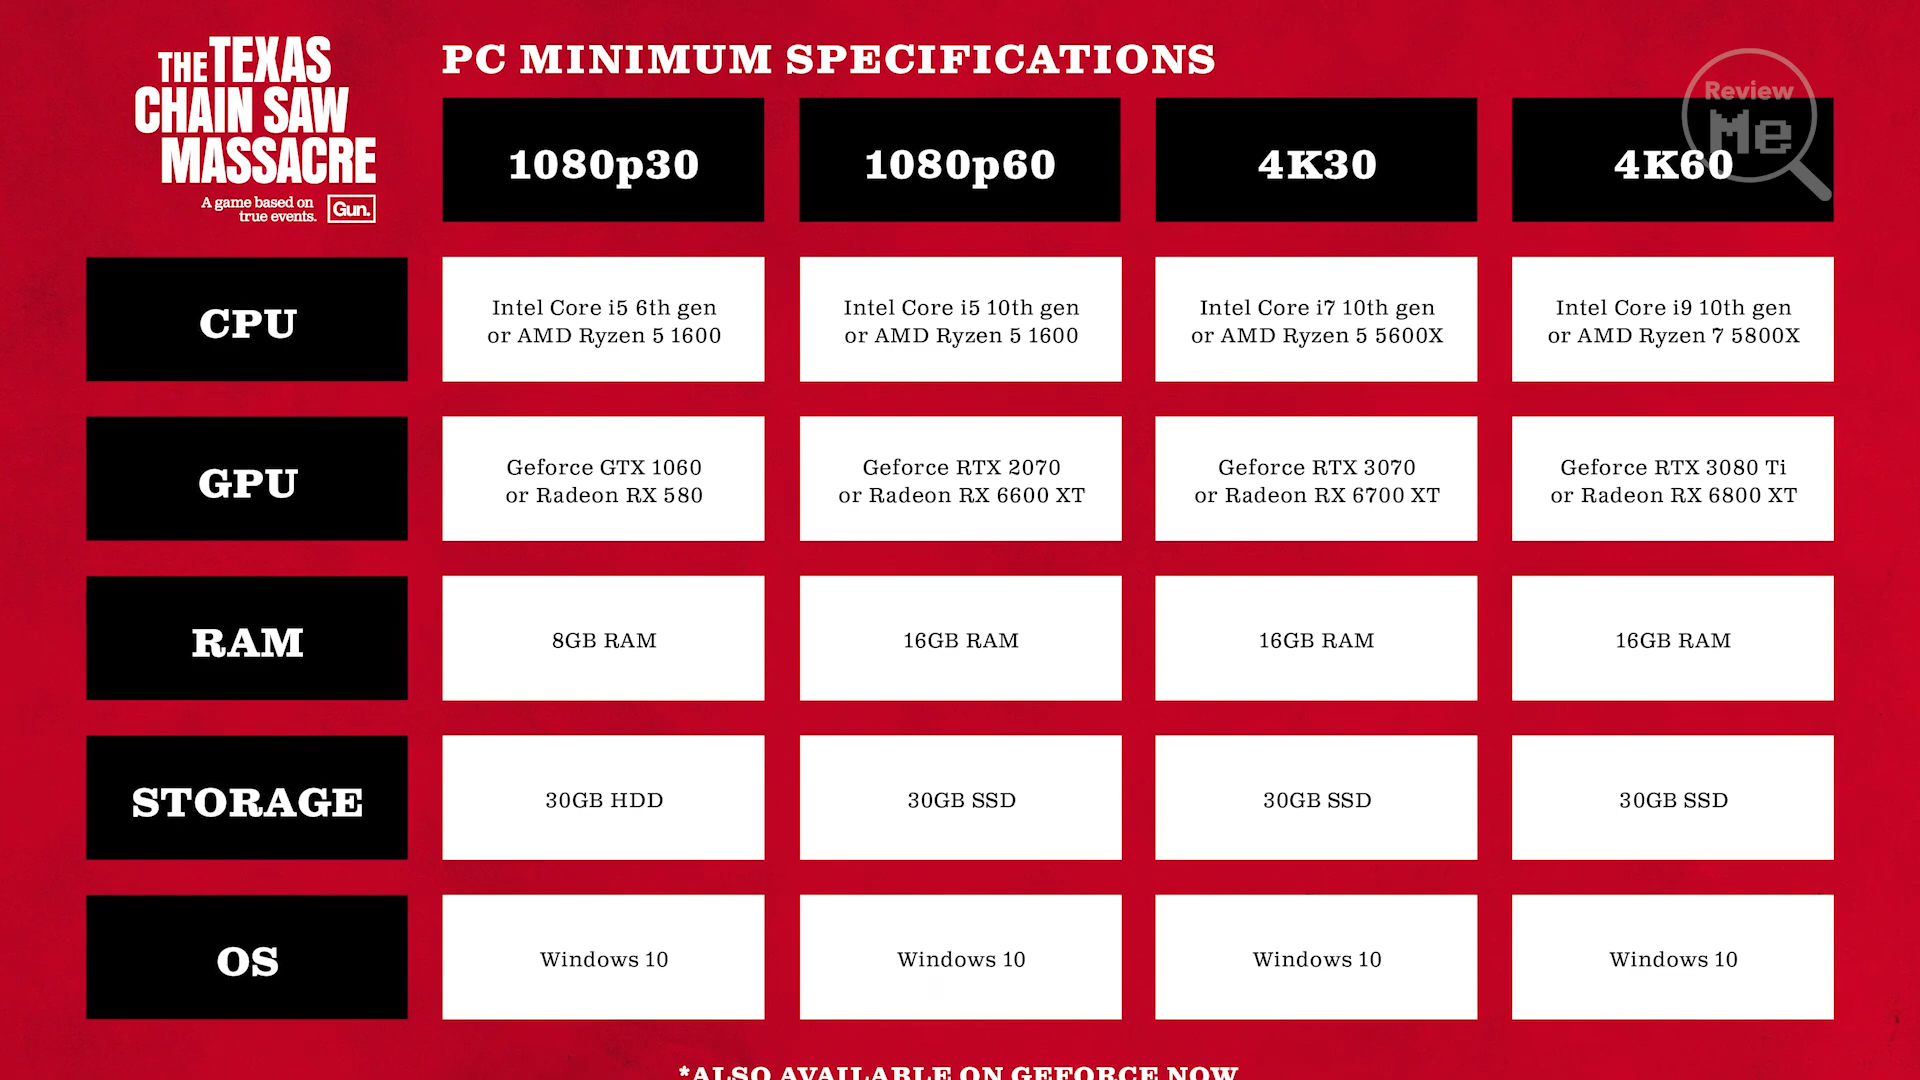 THE TEXAS
CHAIN SAW
MASSACRE
A game based on
true events.
Gun.
PC MINIMUM SPECIFICATIONS
Review
Me
1080p30
1080p60
4K30
4K60
CPU
Intel Core i5 6th gen
or AMD Ryzen 5 1600
Intel Core i5 10th gen
or AMD Ryzen 5 1600
Intel Core i7 10th gen
or AMD Ryzen 5 5600X
Intel Core i9 10th gen
or AMD Ryzen 7 5800X
GPU
Geforce GTX 1060
or Radeon RX 580
Geforce RTX 2070
or Radeon RX 6600 XT
Geforce RTX 3070
or Radeon RX 6700 XT
Geforce RTX 3080 Ti
or Radeon RX 6800 XT
RAM
8GB RAM
16GB RAM
16GB RAM
16GB RAM
STORAGE
30GB HDD
30GB SSD
30GB SSD
30GB SSD
OS
Windows 10
Windows 10
Windows 10
Windows 10
*ALSO AVAILABLE ON GEFORCE NOW